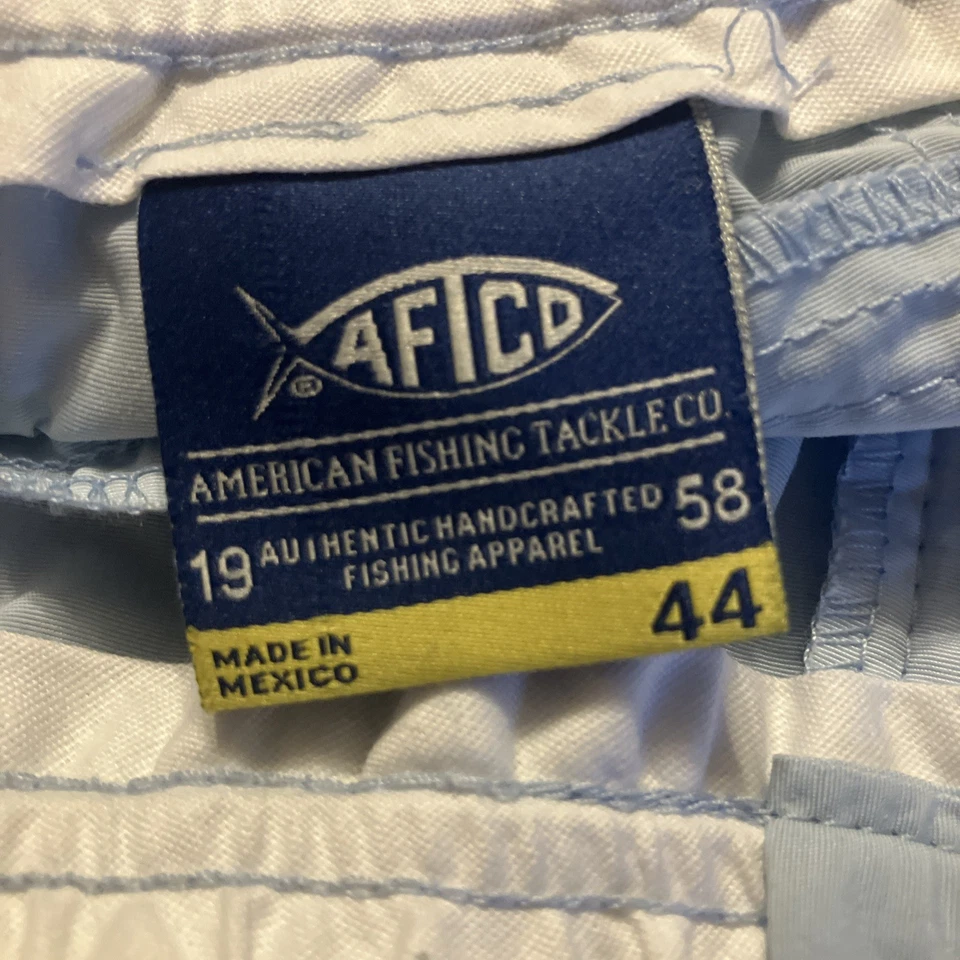 AFTCO
®
AMERICAN FISHING TACKLE CO.
19 AUTHENTIC HANDCRAFTED 58
FISHING APPAREL
44
MADE IN
MEXICO